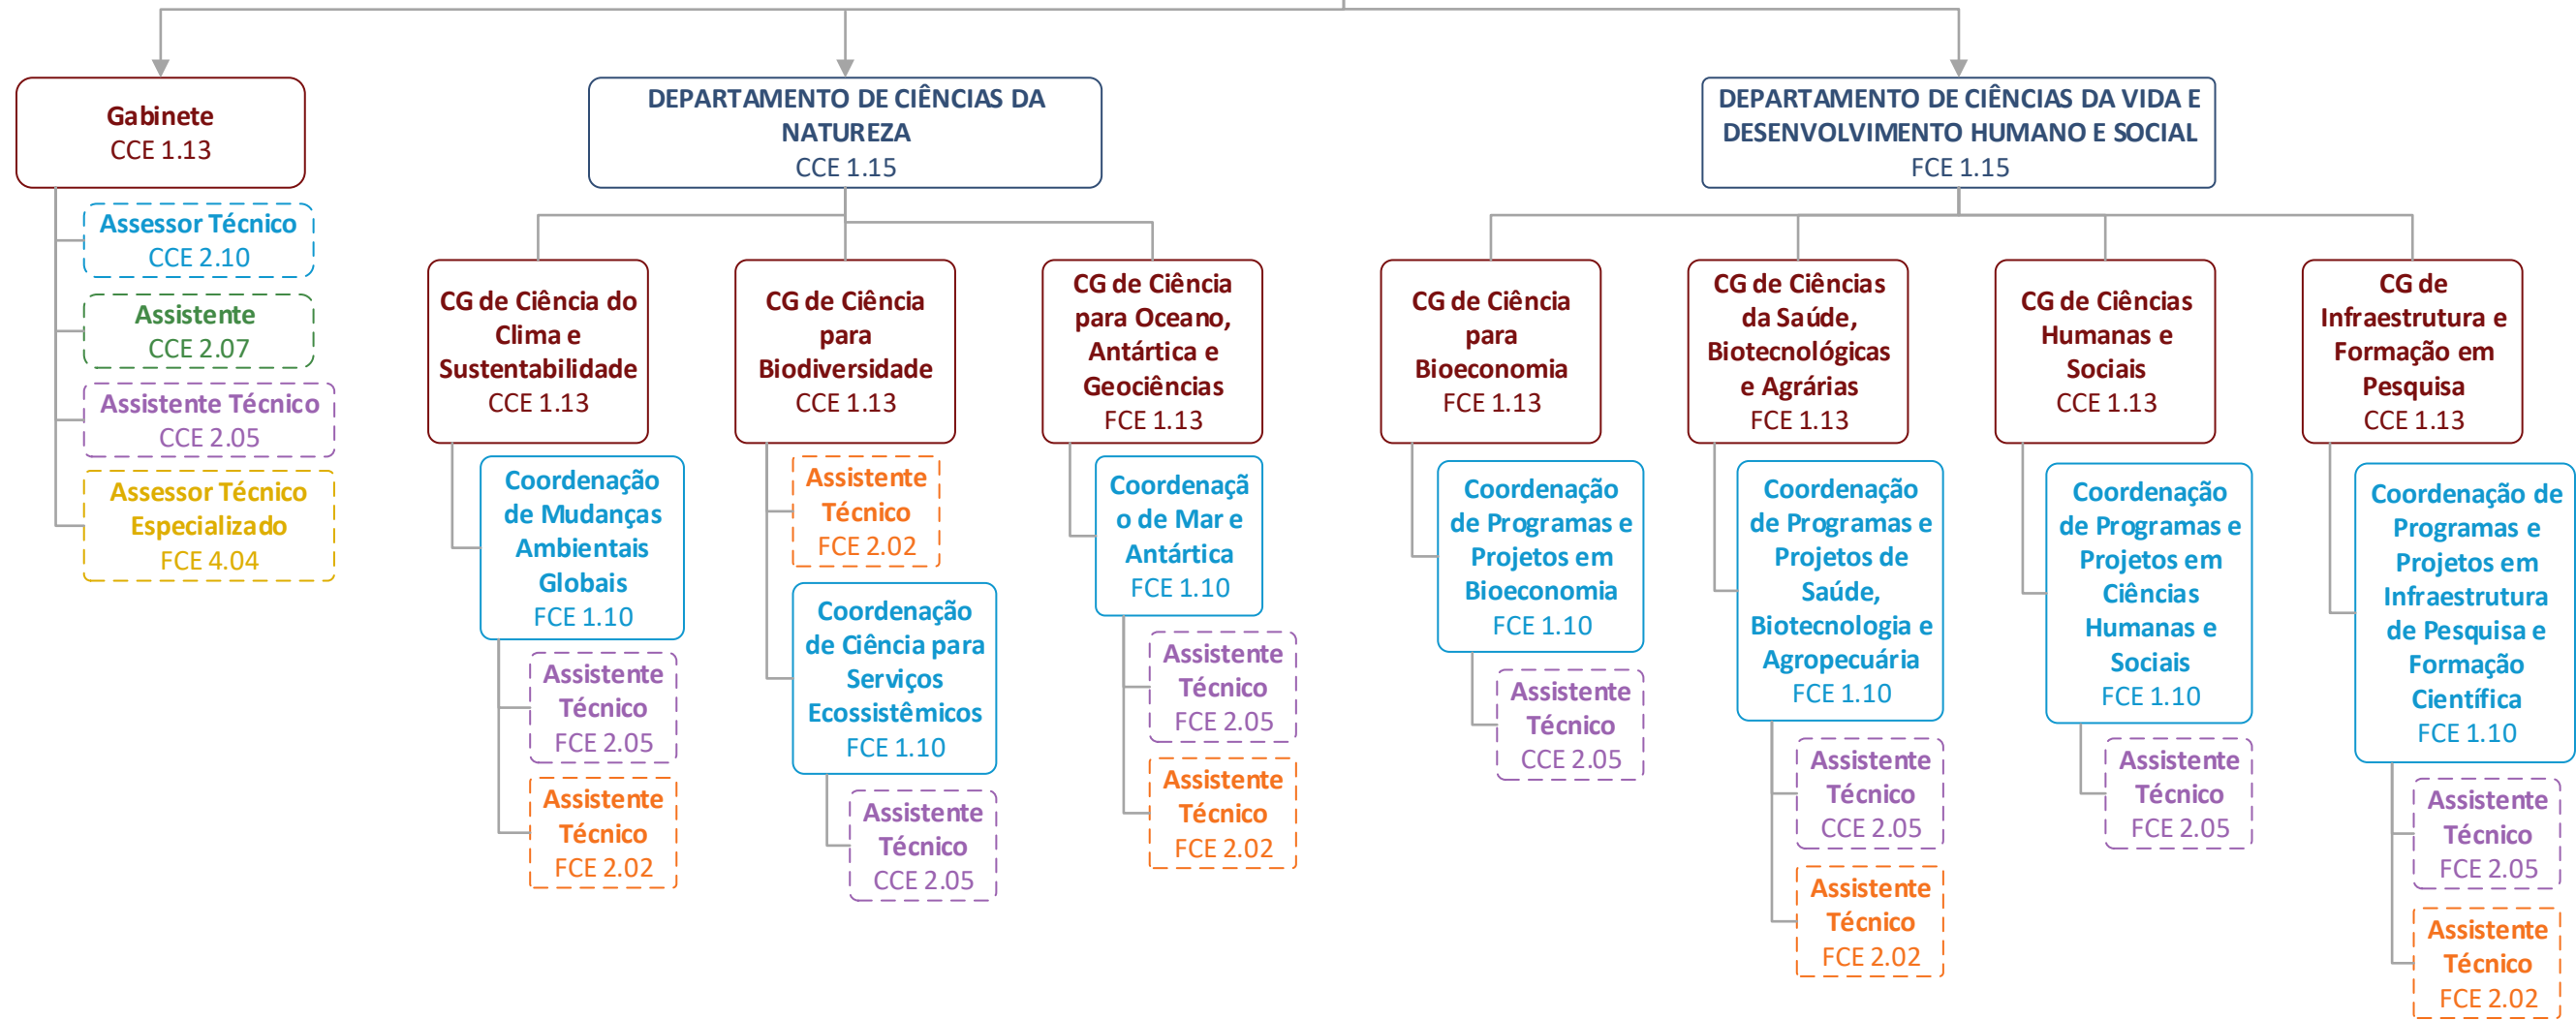 Gabinete
CCE 1.13
Assessor Técnico
CCE 2.10
Assistente
CCE 2.07
Assistente Técnico
CCE 2.05
Assessor Técnico
Especializado
FCE 4.04
DEPARTAMENTO DE CIÊNCIAS DA
NATUREZA
CCE 1.15
CG de Ciência do
Clima e
Sustentabilidade
CCE 1.13
Coordenação
de Mudanças
Ambientais
Globais
FCE 1.10
Assistente
Técnico
FCE 2.05
Assistente
Técnico
FCE 2.02
CG de Ciência
para
Biodiversidade
CCE 1.13
Assistente
Técnico
FCE 2.02
Coordenação
de Ciência para
Serviços
Ecossistêmicos
FCE 1.10
Assistente
Técnico
CCE 2.05
CG de Ciência
para Oceano,
Antártica e
Geociências
FCE 1.13
Coordenaçã
o de Mar e
Antártica
FCE 1.10
Assistente
Técnico
FCE 2.05
Assistente
Técnico
FCE 2.02
DEPARTAMENTO DE CIÊNCIAS DA VIDA E
DESENVOLVIMENTO HUMANO E SOCIAL
FCE 1.15
CG de Ciência
para
Bioeconomia
FCE 1.13
Coordenação
de Programas e
Projetos em
Bioeconomia
FCE 1.10
Assistente
Técnico
CCE 2.05
CG de Ciências
da Saúde,
Biotecnológicas
e Agrárias
FCE 1.13
Coordenação
de Programas e
Projetos de
Saúde,
Biotecnologia e
Agropecuária
FCE 1.10
Assistente
Técnico
CCE 2.05
Assistente
Técnico
FCE 2.02
CG de Ciências
Humanas e
Sociais
CCE 1.13
Coordenação
de Programas e
Projetos em
Ciências
Humanas e
Sociais
FCE 1.10
Assistente
Técnico
FCE 2.05
CG de
Infraestrutura e
Formação em
Pesquisa
CCE 1.13
Coordenação de
Programas e
Projetos em
Infraestrutura
de Pesquisa e
Formação
Científica
FCE 1.10
Assistente
Técnico
FCE 2.05
Assistente
Técnico
FCE 2.02